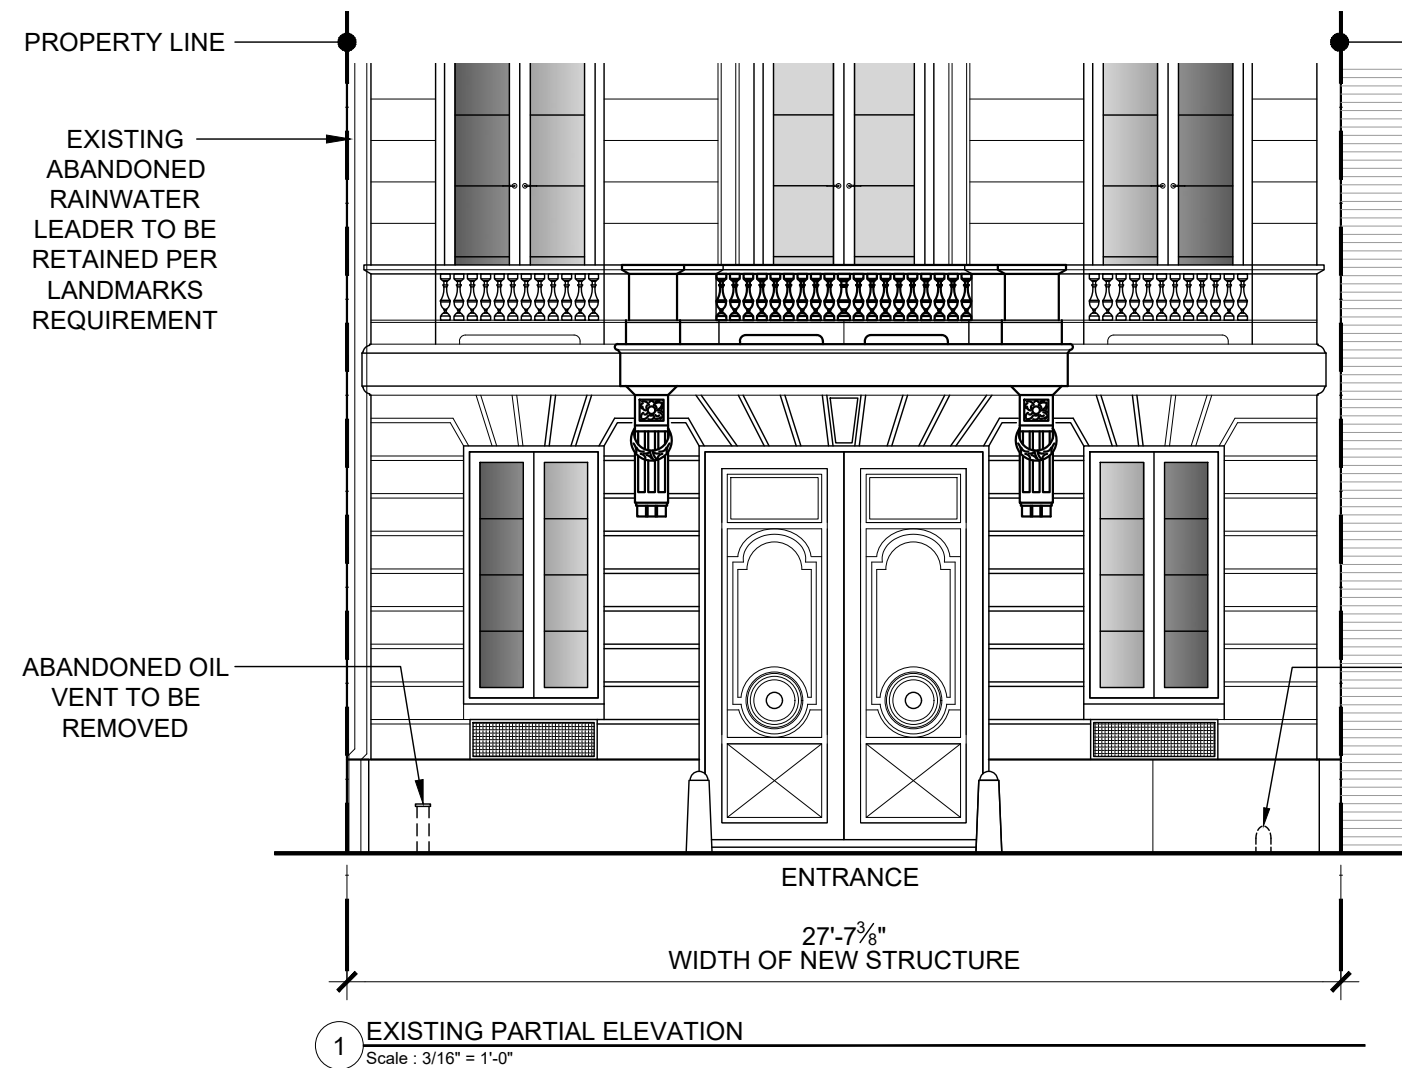 PROPERTY LINE
EXISTING
ABANDONED
RAINWATER
LEADER TO BE
RETAINED PER
LANDMARKS
REQUIREMENT
ABANDONED OIL
VENT TO BE
REMOVED
ENTRANCE
27'-7⅜"
WIDTH OF NEW STRUCTURE
1
EXISTING PARTIAL ELEVATION
Scale : 3/16" = 1'-0"